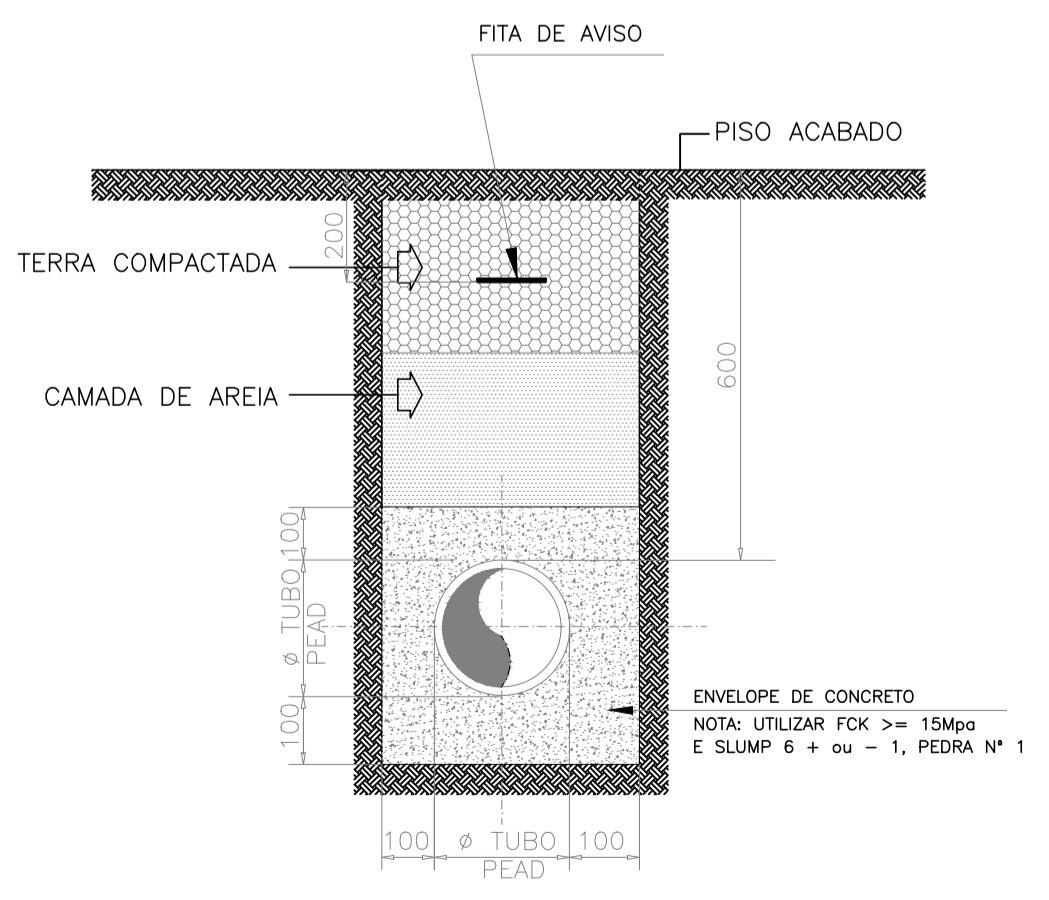 FITA DE AVISO
PISO ACABADO
200
TERRA COMPACTADA
600
CAMADA DE AREIA
100
ø TUBO
PEAD
100
ENVELOPE DE CONCRETO
NOTA: UTILIZAR FCK >= 15Mpa
E SLUMP 6 + ou - 1, PEDRA N° 1
100 ø TUBO 100
PEAD